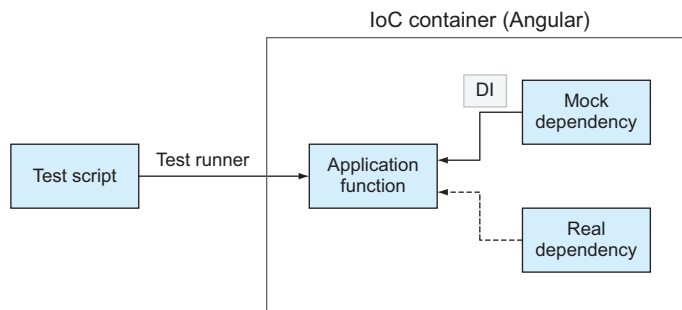 IoC container (Angular)
DI
Mock
dependency
Test script
Test runner
Application
function
Real
dependency